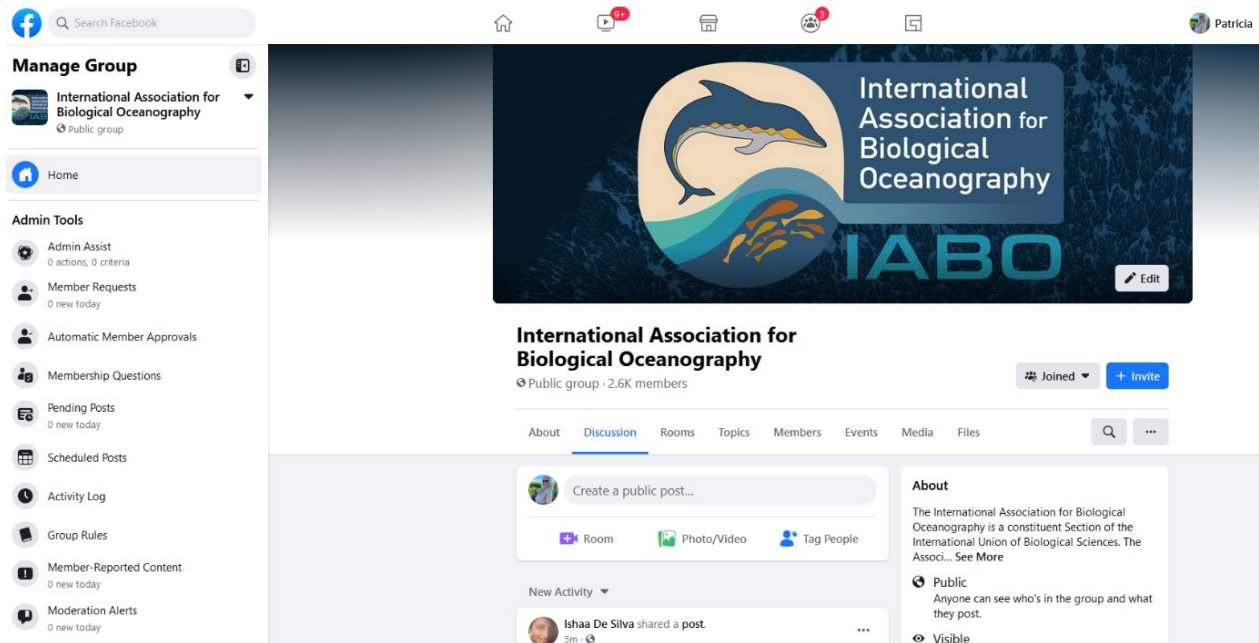 Search Facebook
9+
3
Patricia
Manage Group
International Association for
Biological Oceanography
Public group
Home
Admin Tools
Admin Assist
0 actions, 0 criteria
Member Requests
0 new today
Automatic Member Approvals
Membership Questions
Pending Posts
0 new today
Scheduled Posts
Activity Log
Group Rules
Member-Reported Content
0 new today
Moderation Alerts
0 new today
International
Association for
Biological
Oceanography
IABO
Edit
International Association for
Biological Oceanography
Public group · 2.6K members
Joined
+ Invite
About Discussion Rooms Topics Members Events Media Files
Create a public post...
Room Photo/Video Tag People
New Activity
Ishaa De Silva shared a post.
5m
About
The International Association for Biological
Oceanography is a constituent Section of the
International Union of Biological Sciences. The
Associ... See More
Public
Anyone can see who's in the group and what
they post.
Visible